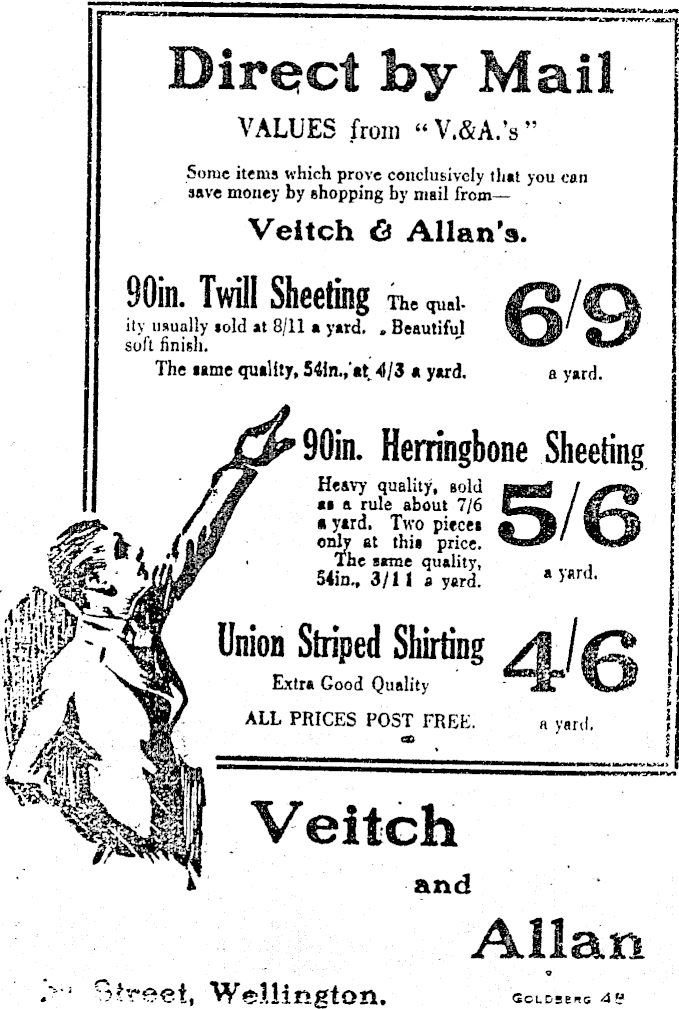 Direct by Mail
VALUES from "V.&A.'s"
Some items which prove conclusively that you can
save money by shopping by mail from—
Veitch & Allan's.
90in. Twill Sheeting The qual-
ity usually sold at 8/11 a yard. Beautiful
soft finish.
The same quality, 54in., at 4/3 a yard.
6/9
a yard.
90in. Herringbone Sheeting
Heavy quality, sold
as a rule about 7/6
a yard. Two pieces
only at this price.
The same quality,
54in., 3/11 a yard.
5/6
a yard.
Union Striped Shirting
Extra Good Quality
ALL PRICES POST FREE.
4/6
a yard.
Veitch
and
Allan
Street, Wellington.
GOLDBERG